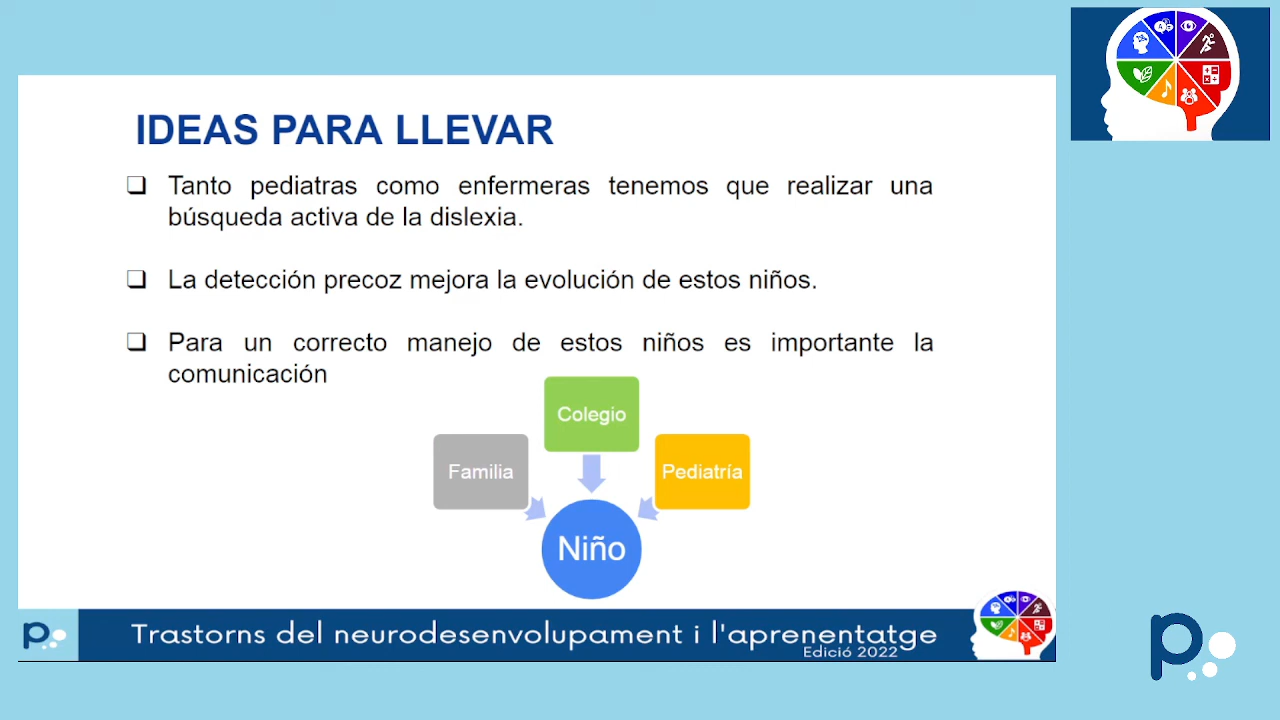 IDEAS PARA LLEVAR
❑ Tanto pediatras como enfermeras tenemos que realizar una
búsqueda activa de la dislexia.
❑ La detección precoz mejora la evolución de estos niños.
❑ Para un correcto manejo de estos niños es importante la
comunicación
Colegio
Familia
Pediatría
Niño
p.
Trastorns del neurodesenvolupament i l'aprenentatge
Edició 2022
p.